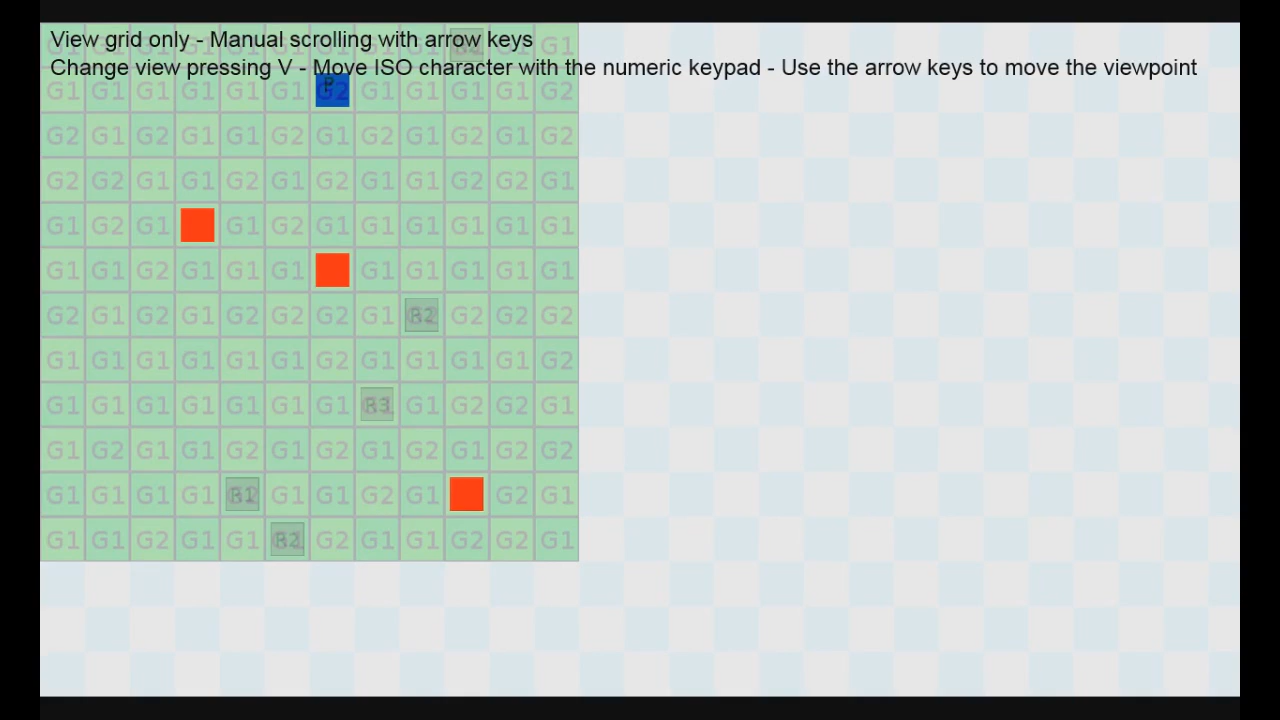 View grid only - Manual scrolling with arrow keys
Change view pressing V - Move ISO character with the numeric keypad - Use the arrow keys to move the viewpoint
G1 G1 G1 G1 G1 G1 P G2 G1 G1 G1 G1 G2
G2 G1 G2 G1 G1 G2 G1 G2 G1 G2 G1 G2
G2 G2 G1 G1 G2 G1 G2 G1 G1 G2 G2 G1
G1 G2 G1 G1 G2 G1 G1 G1 G1 G1 G1
G1 G1 G2 G1 G1 G1 G1 G1 G1 G1 G1
G2 G1 G2 G1 G2 G2 G2 G1 R2 G2 G2 G2
G1 G1 G1 G1 G1 G1 G2 G1 G1 G1 G1 G2
G1 G1 G1 G1 G1 G1 G1 R3 G1 G2 G2 G1
G1 G2 G1 G1 G2 G1 G2 G1 G2 G1 G2 G2
G1 G1 G1 G1 R1 G1 G1 G2 G1 G2 G1
G1 G1 G2 G1 G1 R2 G2 G1 G1 G2 G2 G1